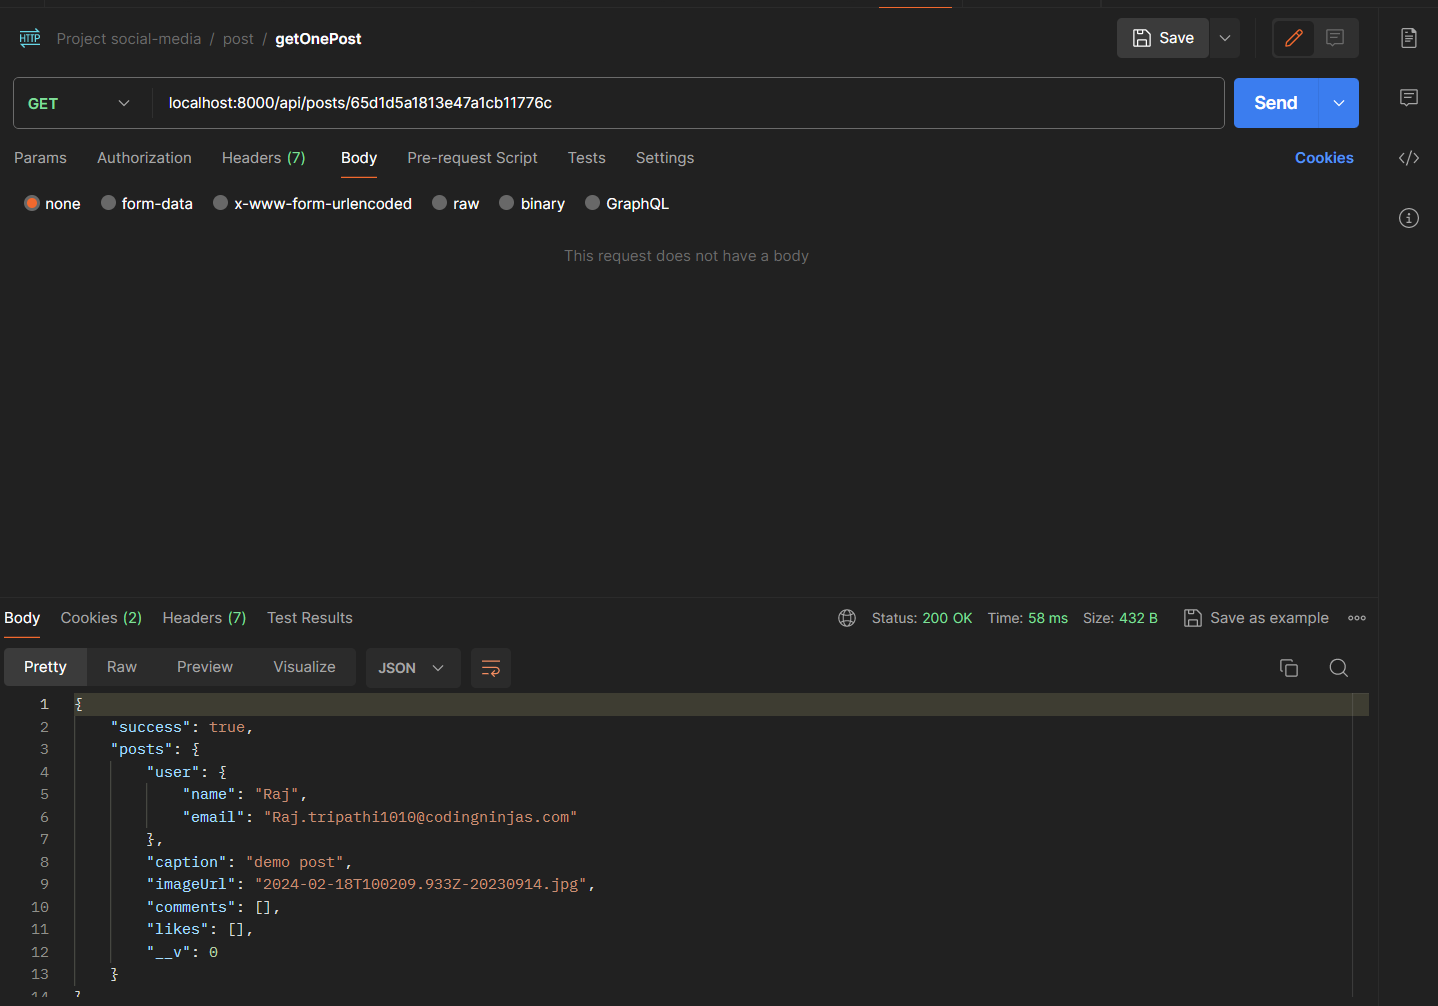 HTTP Project social-media / post / getOnePost Save
GET localhost:8000/api/posts/65d1d5a1813e47a1cb11776c Send
Params Authorization Headers (7) Body Pre-request Script Tests Settings Cookies
none form-data x-www-form-urlencoded raw binary GraphQL
This request does not have a body
Body Cookies (2) Headers (7) Test Results Status: 200 OK Time: 58 ms Size: 432 B Save as example
Pretty Raw Preview Visualize JSON
1 {
2 "success": true,
3 "posts": {
4 "user": {
5 "name": "Raj",
6 "email": "Raj.tripathi1010@codingninjas.com"
7 },
8 "caption": "demo post",
9 "imageUrl": "2024-02-18T100209.933Z-20230914.jpg",
10 "comments": [],
11 "likes": [],
12 "__v": 0
13 }
14 }